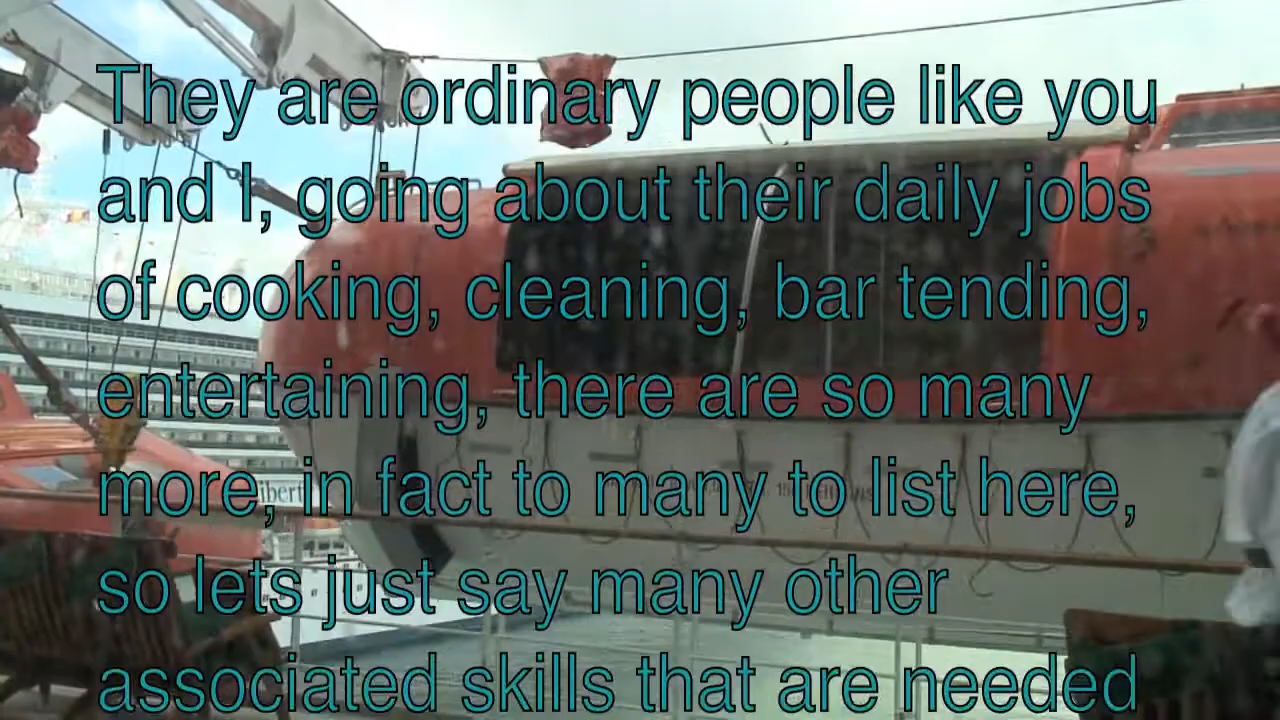 They are ordinary people like you
and I, going about their daily jobs
of cooking, cleaning, bar tending,
entertaining, there are so many
more, in fact to many to list here,
so lets just say many other
associated skills that are needed